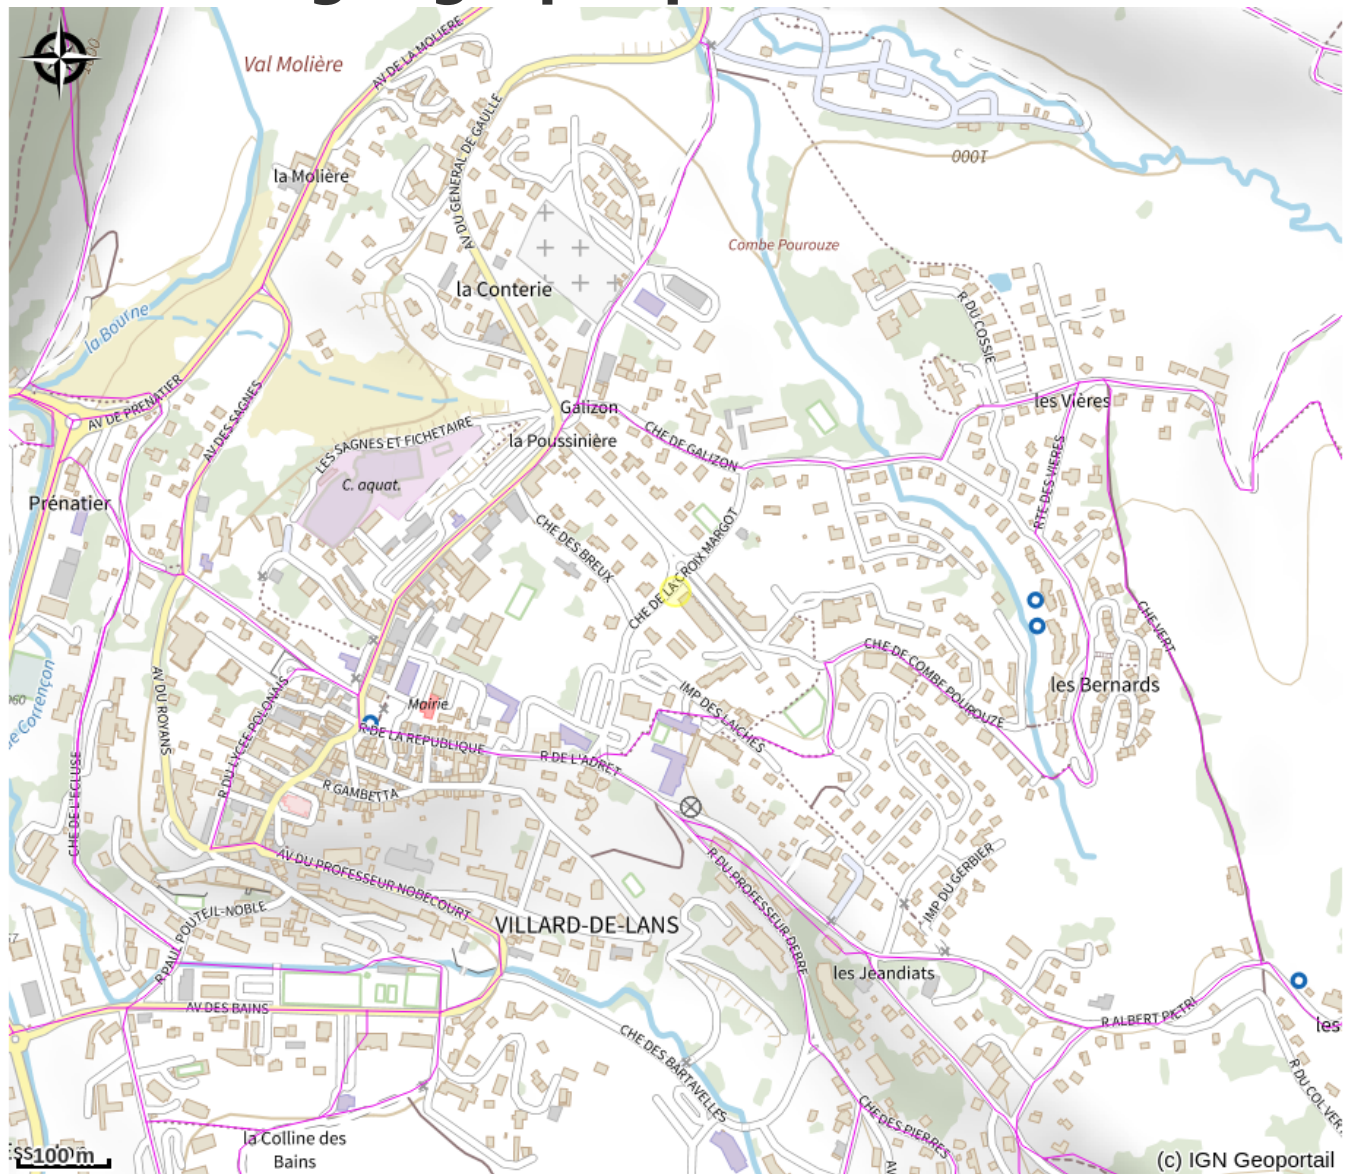 Val Molière
AV DE LA MOLIERE
AV DU GENERAL DE GAULLE
la Molière
1000
Combe Pourouze
la Conterie
R DU COSSIE
la Bourne
les Vières
AV DE PRENATIER
Galizon
AV DES SAGNES
LES SAGNES ET FICHETAIRE
la Poussinière
CHE DE GALIZON
C. aquat.
RTE DES VIERES
Prénatier
CHE DES BREUX
CHE DE LA CROIX MARGOT
CHE VERT
CHE DE COMBE POUROUZE
les Bernards
AV DU ROYANS
R DU LYCEE POLONAIS
Mairie
IMP DES LAICHES
R DE LA REPUBLIQUE
R DE L'ADRET
R GAMBETTA
CHE DE L'ECLUSE
AV DU PROFESSEUR NOBECOURT
R DU PROFESSEUR DEBRE
IMP DU GERBIER
R PAUL POUTEIL-NOBLE
VILLARD-DE-LANS
les Jeandiats
AV DES BAINS
R ALBERT PIETRI
les
CHE DES BARTAVELLES
R DU COL VERT
CHE DES PIERRES
la Colline des
Bains
AV
100 m
(c) IGN Geoportail